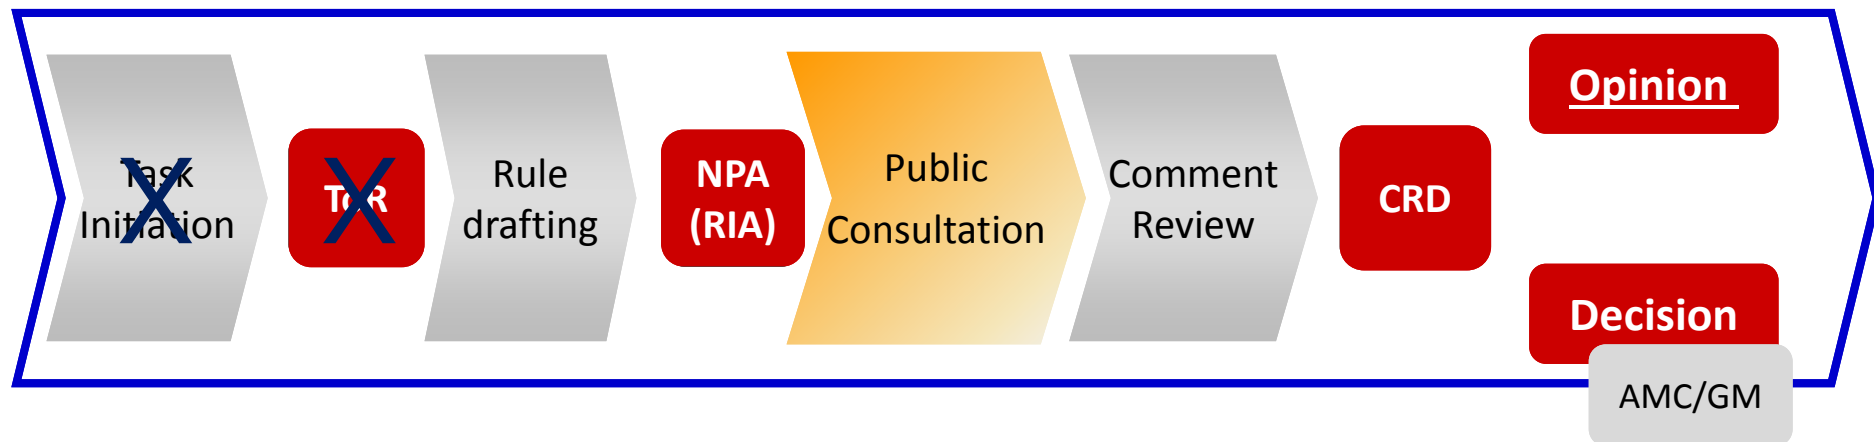 Task
Initiation
X
ToR
X
Rule
drafting
NPA
(RIA)
Public
Consultation
Comment
Review
CRD
Opinion
Decision
AMC/GM